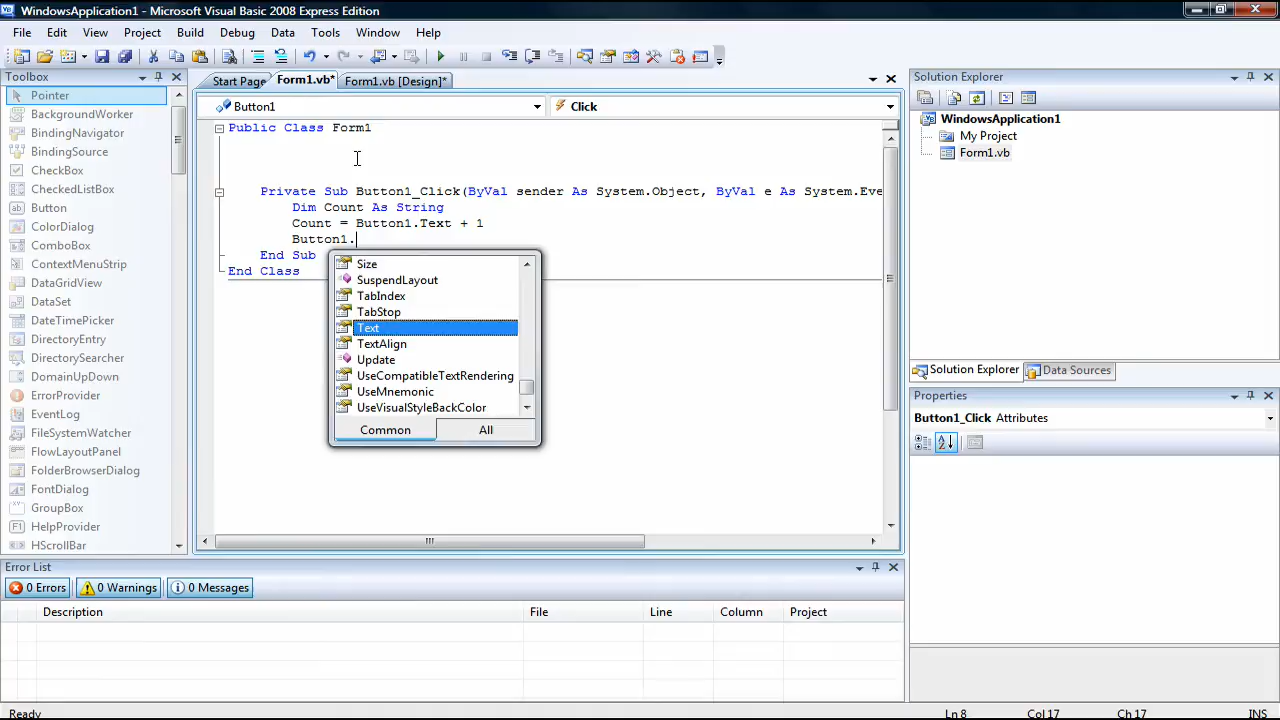 WindowsApplication1 - Microsoft Visual Basic 2008 Express Edition
File Edit View Project Build Debug Data Tools Window Help
Toolbox
Pointer
BackgroundWorker
BindingNavigator
BindingSource
CheckBox
CheckedListBox
Button
ColorDialog
ComboBox
ContextMenuStrip
DataGridView
DataSet
DateTimePicker
DirectoryEntry
DirectorySearcher
DomainUpDown
ErrorProvider
EventLog
FileSystemWatcher
FlowLayoutPanel
FolderBrowserDialog
FontDialog
GroupBox
HelpProvider
HScrollBar
Start Page Form1.vb* Form1.vb [Design]*
Button1 Click
Public Class Form1
Private Sub Button1_Click(ByVal sender As System.Object, ByVal e As System.Eve
Dim Count As String
Count = Button1.Text + 1
Button1.
End Sub
End Class
Size
SuspendLayout
TabIndex
TabStop
Text
TextAlign
Update
UseCompatibleTextRendering
UseMnemonic
UseVisualStyleBackColor
Common All
Solution Explorer
WindowsApplication1
My Project
Form1.vb
Solution Explorer Data Sources
Properties
Button1_Click Attributes
Error List
0 Errors 0 Warnings 0 Messages
Description File Line Column Project
Ready Ln 8 Col 17 Ch 17 INS